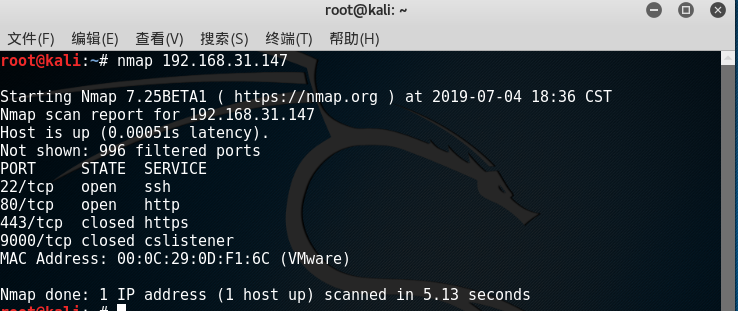 root@kali: ~
文件(F) 编辑(E) 查看(V) 搜索(S) 终端(T) 帮助(H)
root@kali:~# nmap 192.168.31.147
Starting Nmap 7.25BETA1 ( https://nmap.org ) at 2019-07-04 18:36 CST
Nmap scan report for 192.168.31.147
Host is up (0.00051s latency).
Not shown: 996 filtered ports
PORT     STATE  SERVICE
22/tcp   open   ssh
80/tcp   open   http
443/tcp  closed https
9000/tcp closed cslistener
MAC Address: 00:0C:29:0D:F1:6C (VMware)
Nmap done: 1 IP address (1 host up) scanned in 5.13 seconds
root@kali:~#